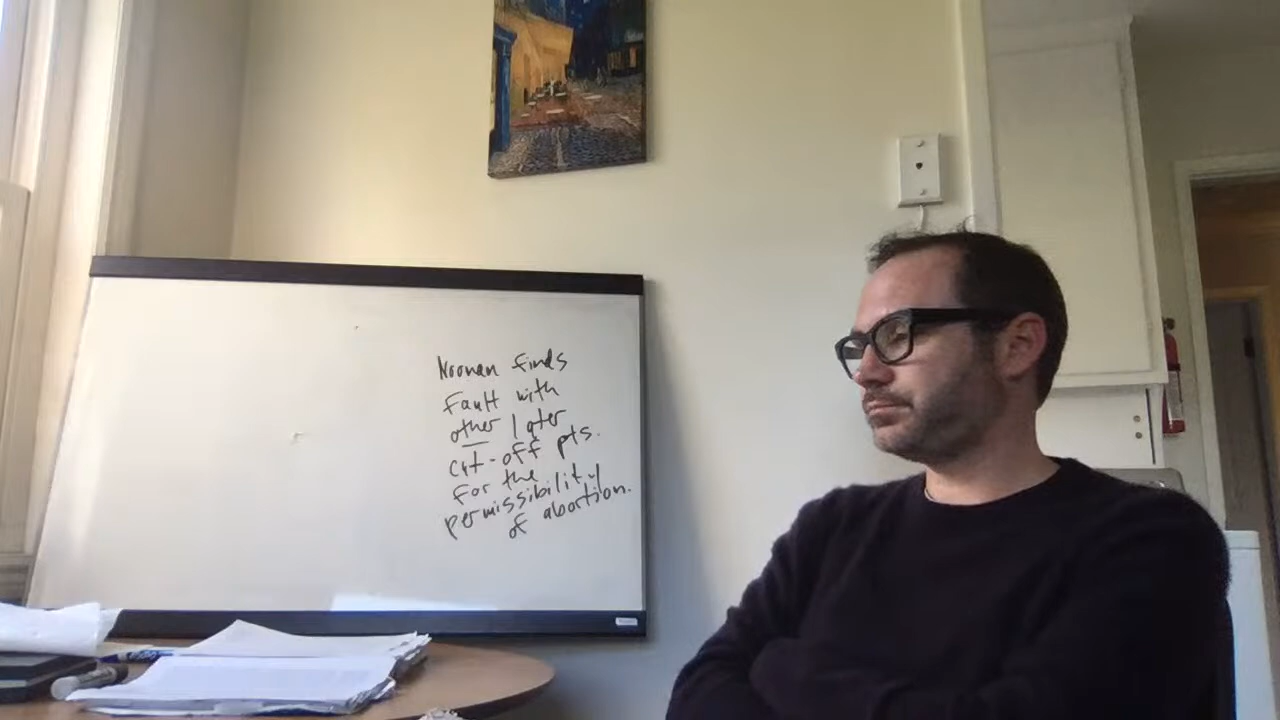 Noonan finds
fault with
other later
cut-off pts.
for the
permissibility
of abortion.